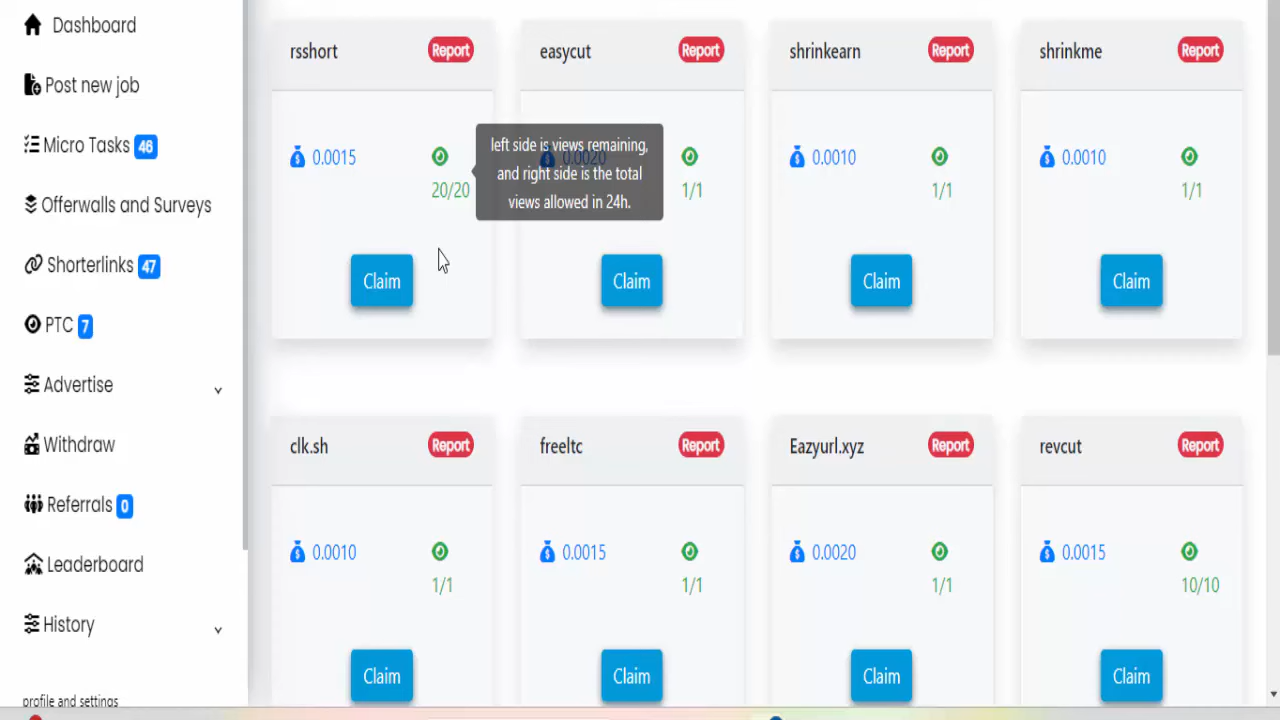 Dashboard
Post new job
Micro Tasks 46
Offerwalls and Surveys
Shorterlinks 47
PTC 7
Advertise
Withdraw
Referrals 0
Leaderboard
History
profile and settings
rsshort Report
0.0015
20/20
Claim
easycut Report
0.0020
1/1
Claim
left side is views remaining,
and right side is the total
views allowed in 24h.
shrinkearn Report
0.0010
1/1
Claim
shrinkme Report
0.0010
1/1
Claim
clk.sh Report
0.0010
1/1
Claim
freeltc Report
0.0015
1/1
Claim
Eazyurl.xyz Report
0.0020
1/1
Claim
revcut Report
0.0015
10/10
Claim